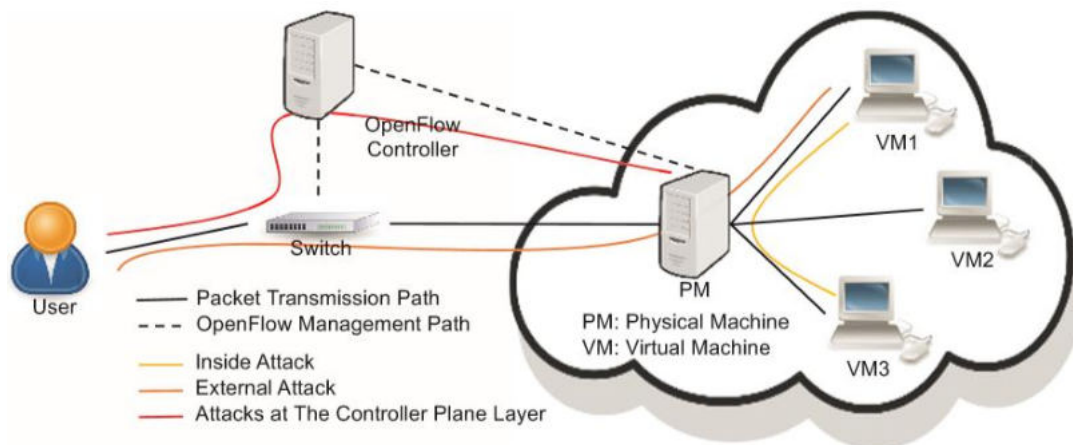 OpenFlow
Controller
VM1
Switch
VM2
User
PM
Packet Transmission Path
OpenFlow Management Path
PM: Physical Machine
VM: Virtual Machine
VM3
Inside Attack
External Attack
Attacks at The Controller Plane Layer